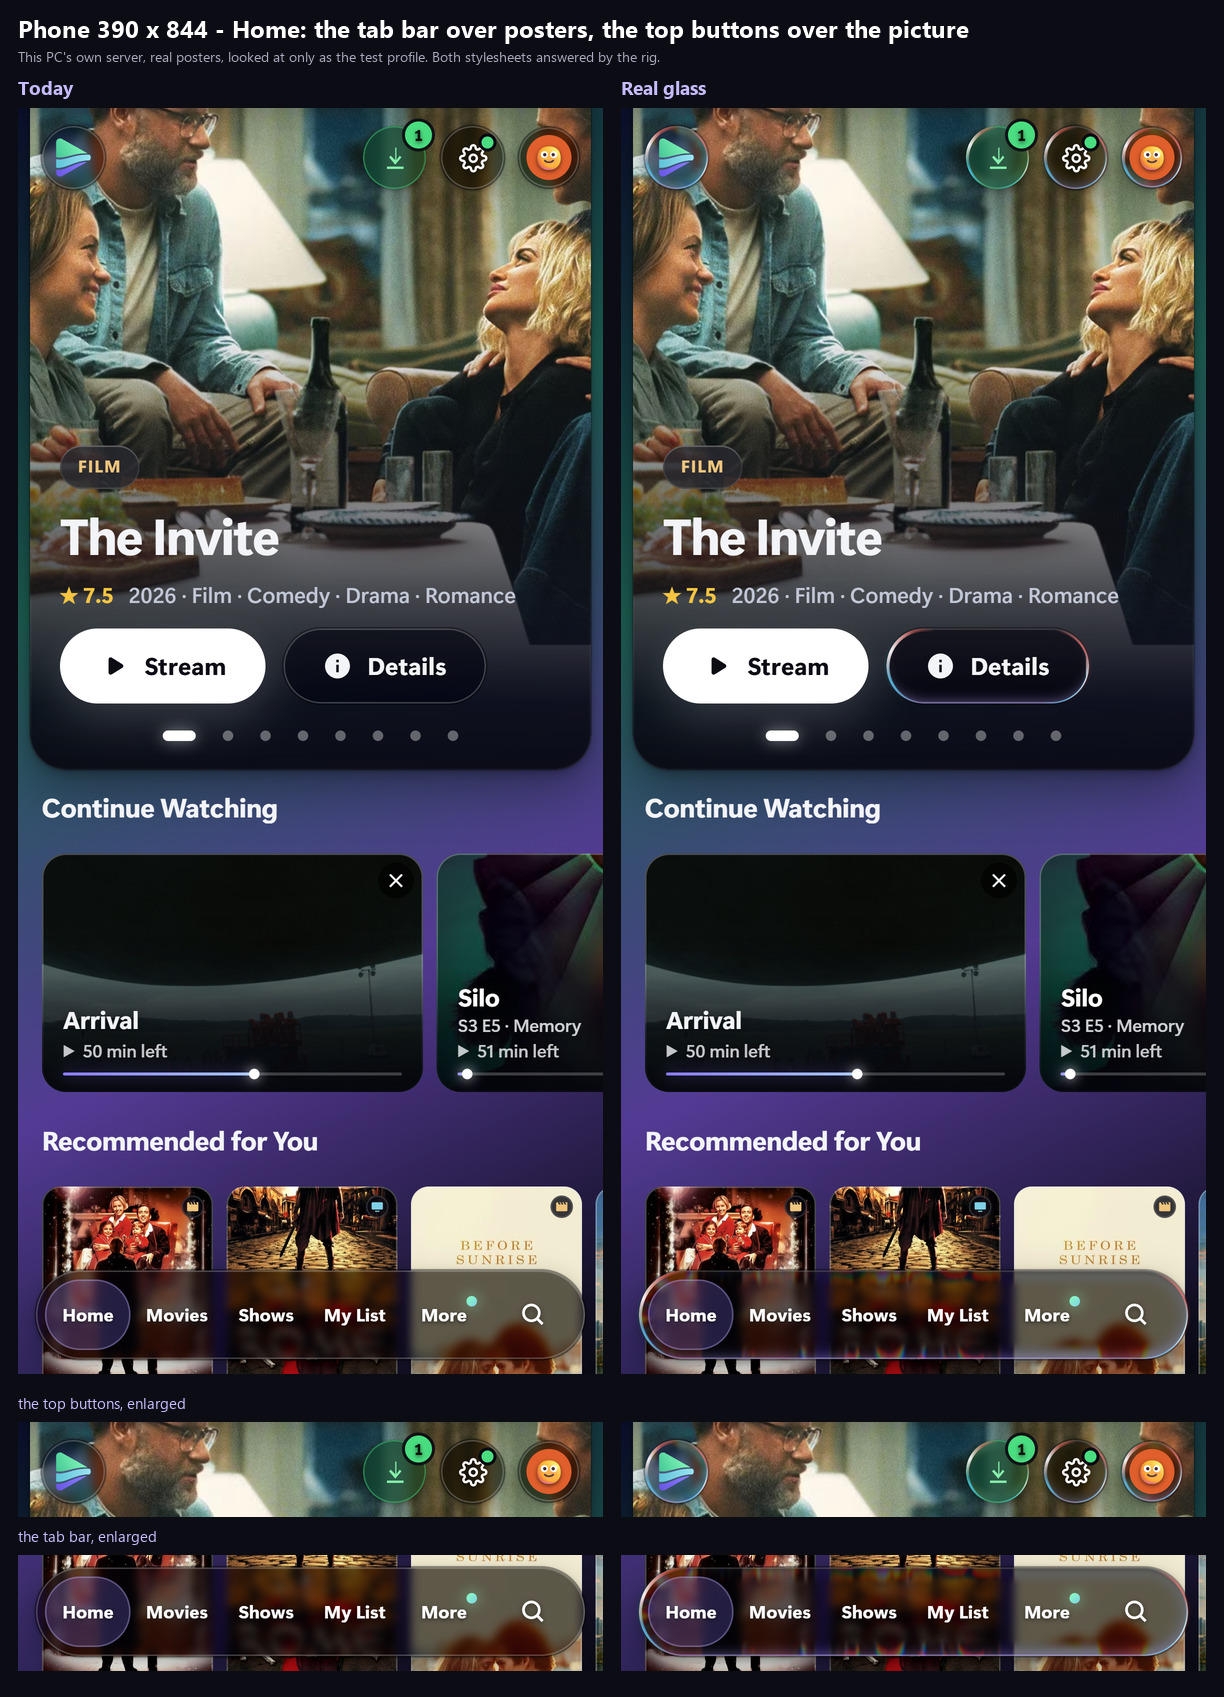 Phone 390 x 844 - Home: the tab bar over posters, the top buttons over the picture
This PC's own server, real posters, looked at only as the test profile. Both stylesheets answered by the rig.
Today
Real glass
1
1
FILM
FILM
The Invite
The Invite
★ 7.5 2026 · Film · Comedy · Drama · Romance
★ 7.5 2026 · Film · Comedy · Drama · Romance
Stream Details
Stream Details
Continue Watching
Continue Watching
Arrival
50 min left
Silo
S3 E5 · Memory
51 min left
Arrival
50 min left
Silo
S3 E5 · Memory
51 min left
Recommended for You
Recommended for You
BEFORE
SUNRISE
BEFORE
SUNRISE
Home Movies Shows My List More
Home Movies Shows My List More
the top buttons, enlarged
1
1
the tab bar, enlarged
SUNRISE
SUNRISE
Home Movies Shows My List More
Home Movies Shows My List More